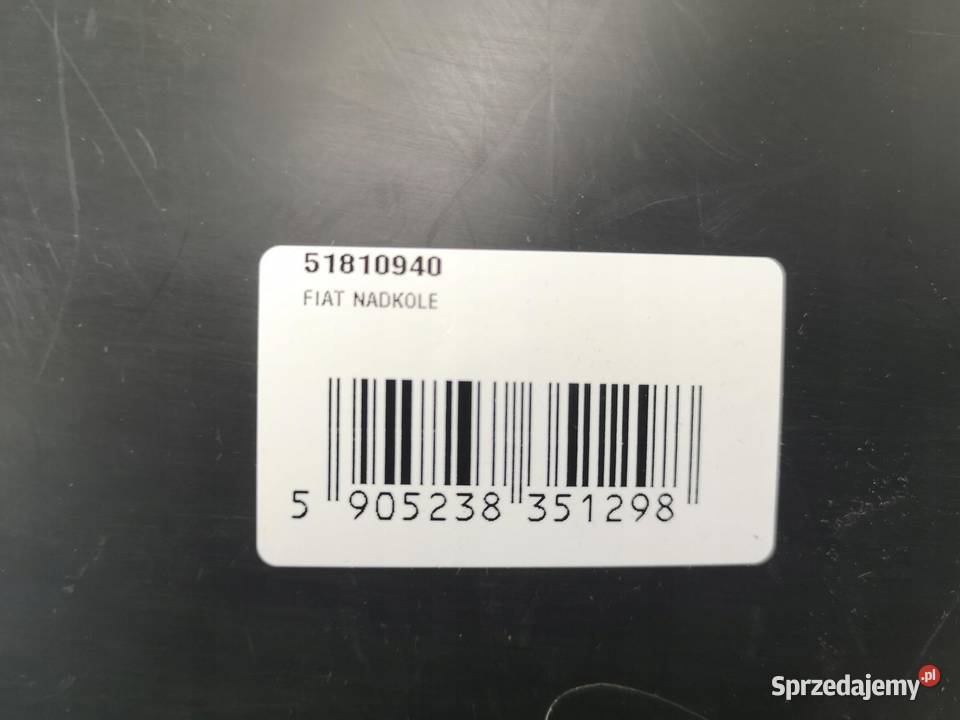 51810940
FIAT NADKOLE
5 905238 351298
Sprzedajemy.pl